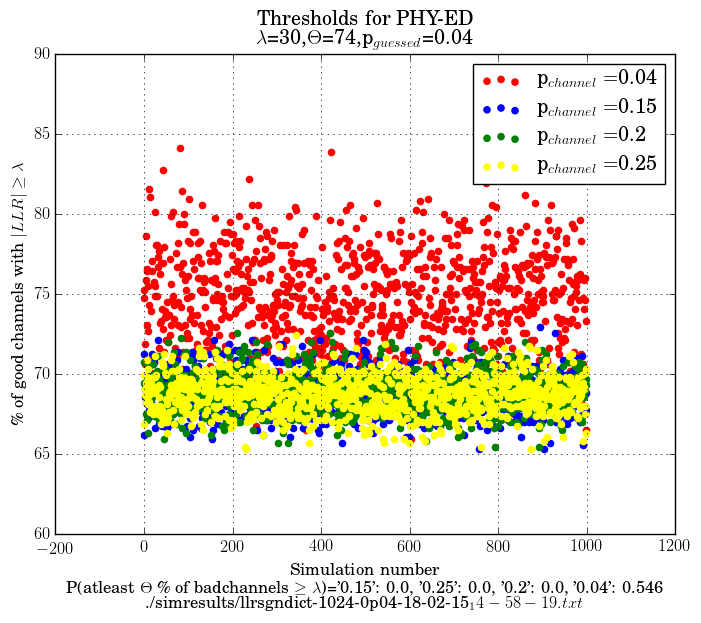 Thresholds for PHY-ED
λ=30,Θ=74,p_guessed=0.04
90
85
80
75
70
65
60
% of good channels with |LLR| ≥ λ
p_channel =0.04
p_channel =0.15
p_channel =0.2
p_channel =0.25
−200 0 200 400 600 800 1000 1200
Simulation number
P(atleast Θ % of badchannels ≥ λ)='0.15': 0.0, '0.25': 0.0, '0.2': 0.0, '0.04': 0.546
./simresults/llrsgndict-1024-0p04-18-02-15_14 − 58 − 19.txt